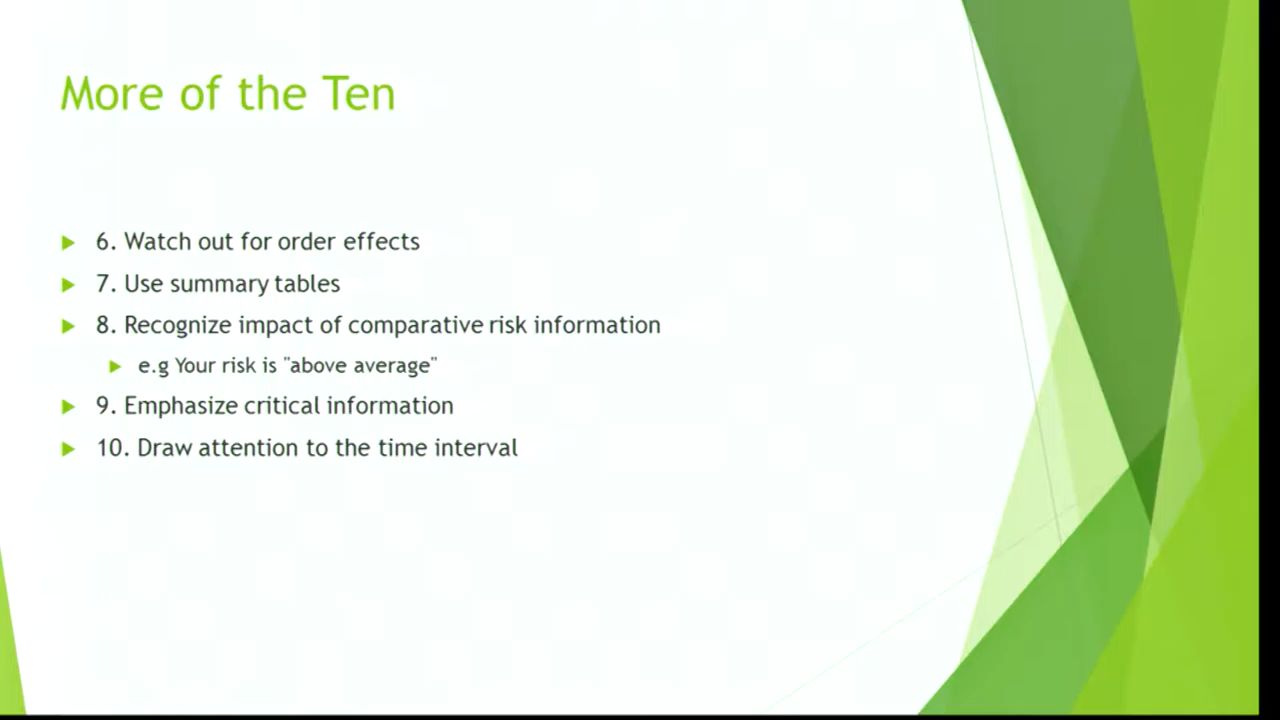 More of the Ten
6. Watch out for order effects
7. Use summary tables
8. Recognize impact of comparative risk information
e.g Your risk is "above average"
9. Emphasize critical information
10. Draw attention to the time interval